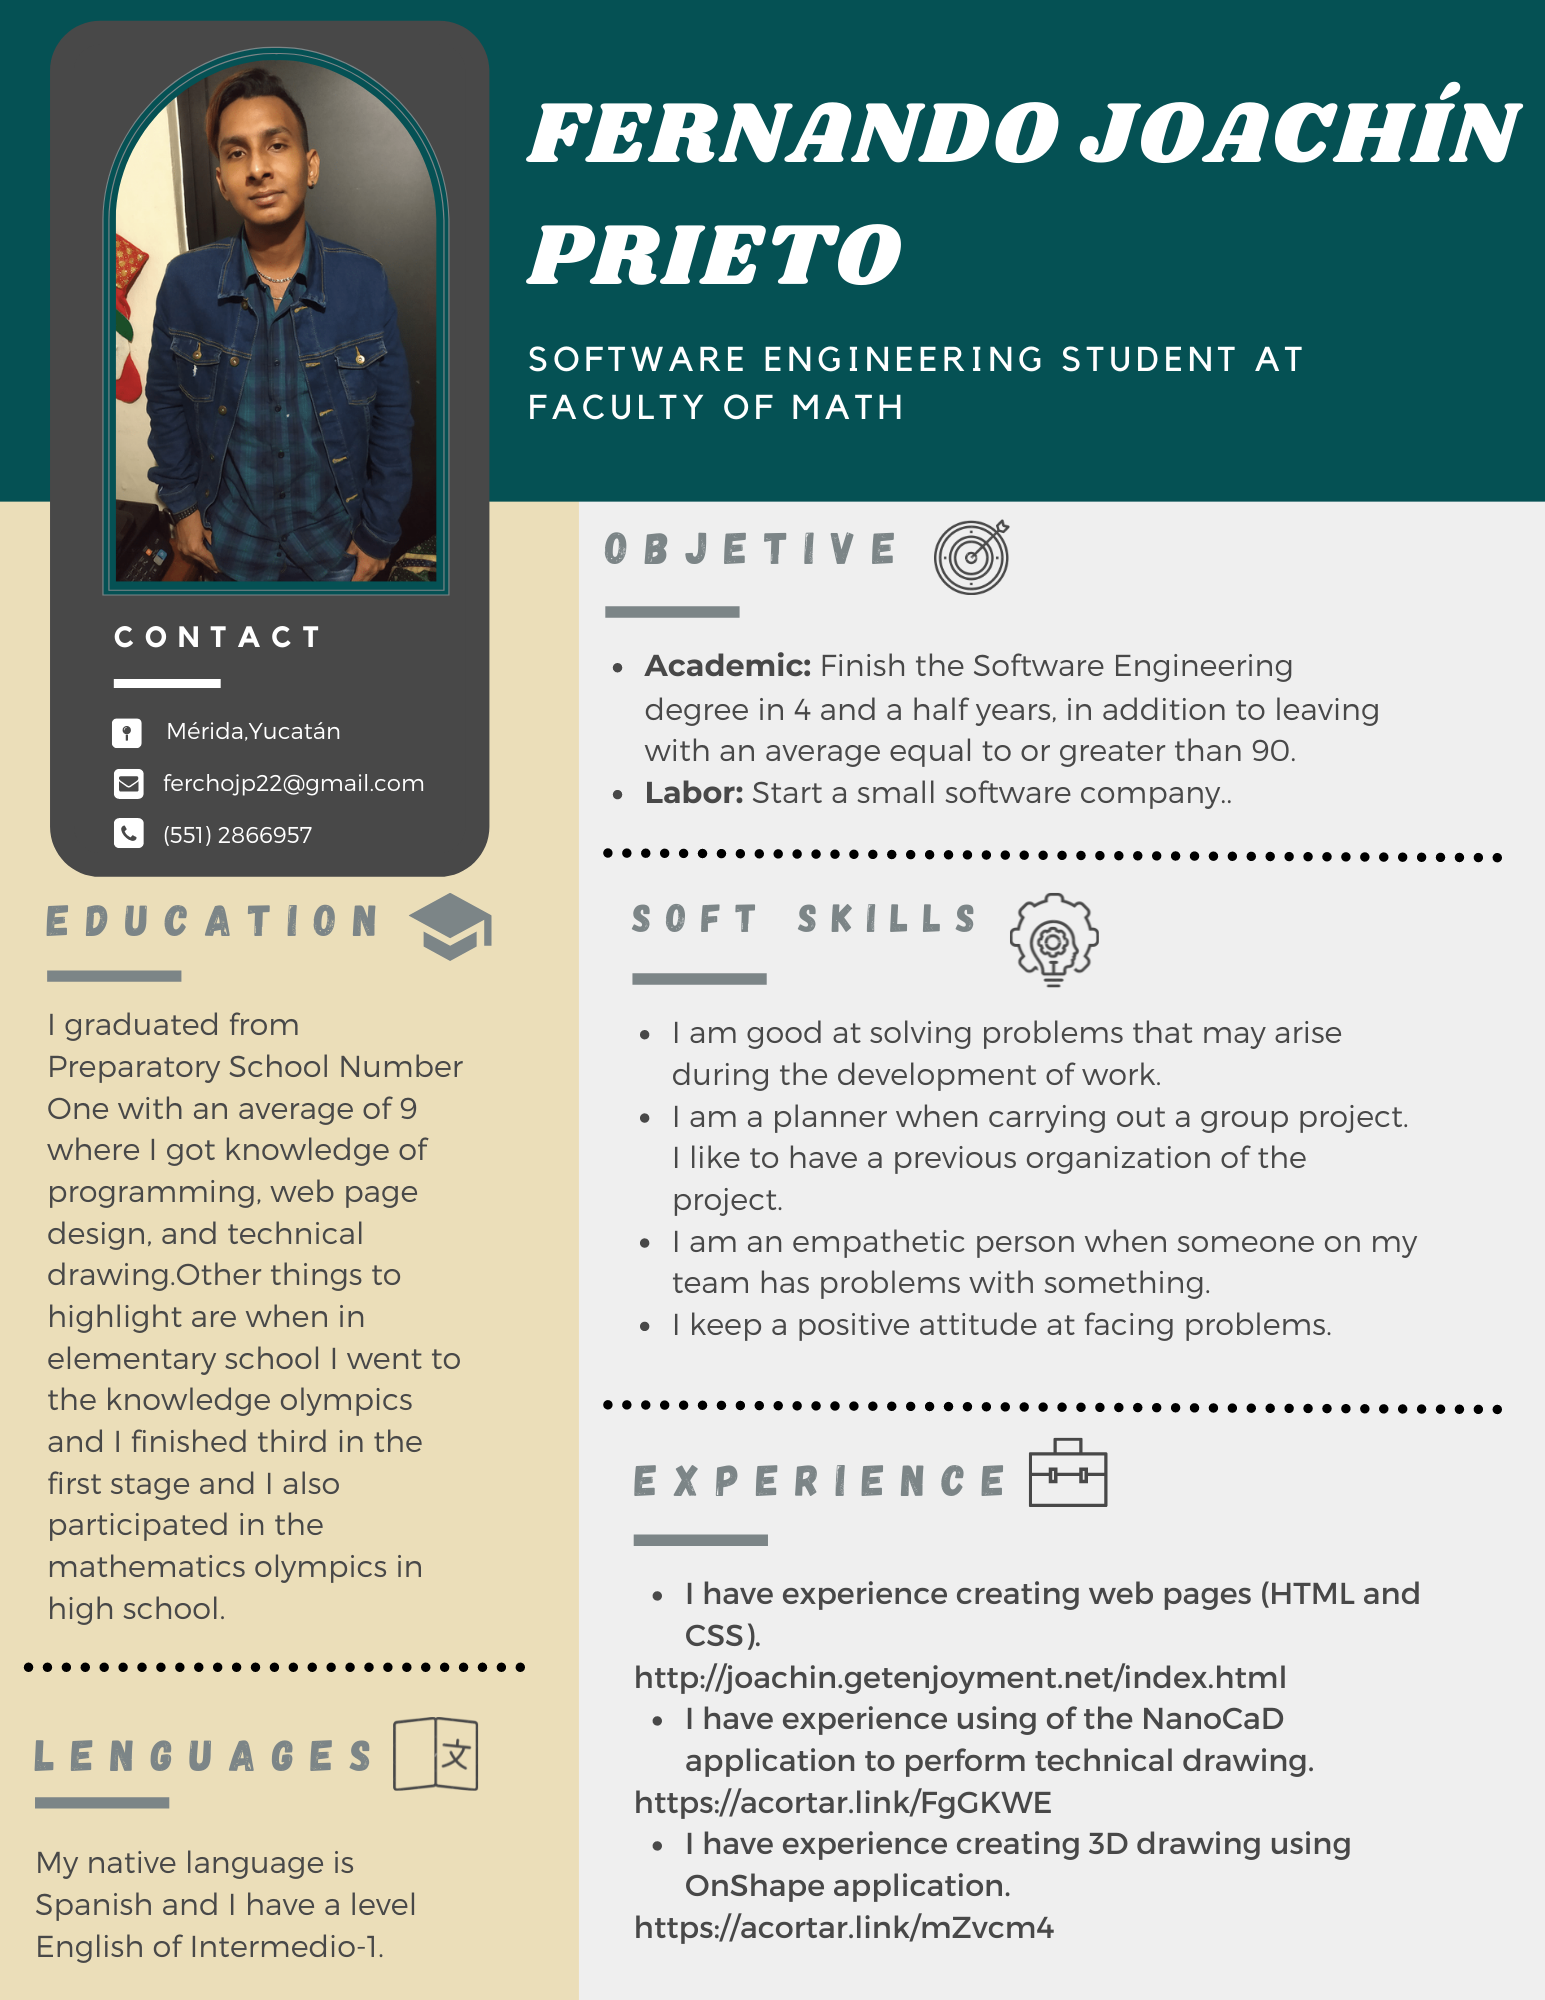 FERNANDO JOACHÍN
PRIETO
SOFTWARE ENGINEERING STUDENT AT
FACULTY OF MATH
CONTACT
Mérida,Yucatán
ferchojp22@gmail.com
(551) 2866957
EDUCATION
I graduated from
Preparatory School Number
One with an average of 9
where I got knowledge of
programming, web page
design, and technical
drawing.Other things to
highlight are when in
elementary school I went to
the knowledge olympics
and I finished third in the
first stage and I also
participated in the
mathematics olympics in
high school.
LENGUAGES
文
My native language is
Spanish and I have a level
English of Intermedio-1.
OBJETIVE
• Academic: Finish the Software Engineering
degree in 4 and a half years, in addition to leaving
with an average equal to or greater than 90.
• Labor: Start a small software company..
SOFT SKILLS
• I am good at solving problems that may arise
during the development of work.
• I am a planner when carrying out a group project.
I like to have a previous organization of the
project.
• I am an empathetic person when someone on my
team has problems with something.
• I keep a positive attitude at facing problems.
EXPERIENCE
• I have experience creating web pages (HTML and
CSS).
http://joachin.getenjoyment.net/index.html
• I have experience using of the NanoCaD
application to perform technical drawing.
https://acortar.link/FgGKWE
• I have experience creating 3D drawing using
OnShape application.
https://acortar.link/mZvcm4